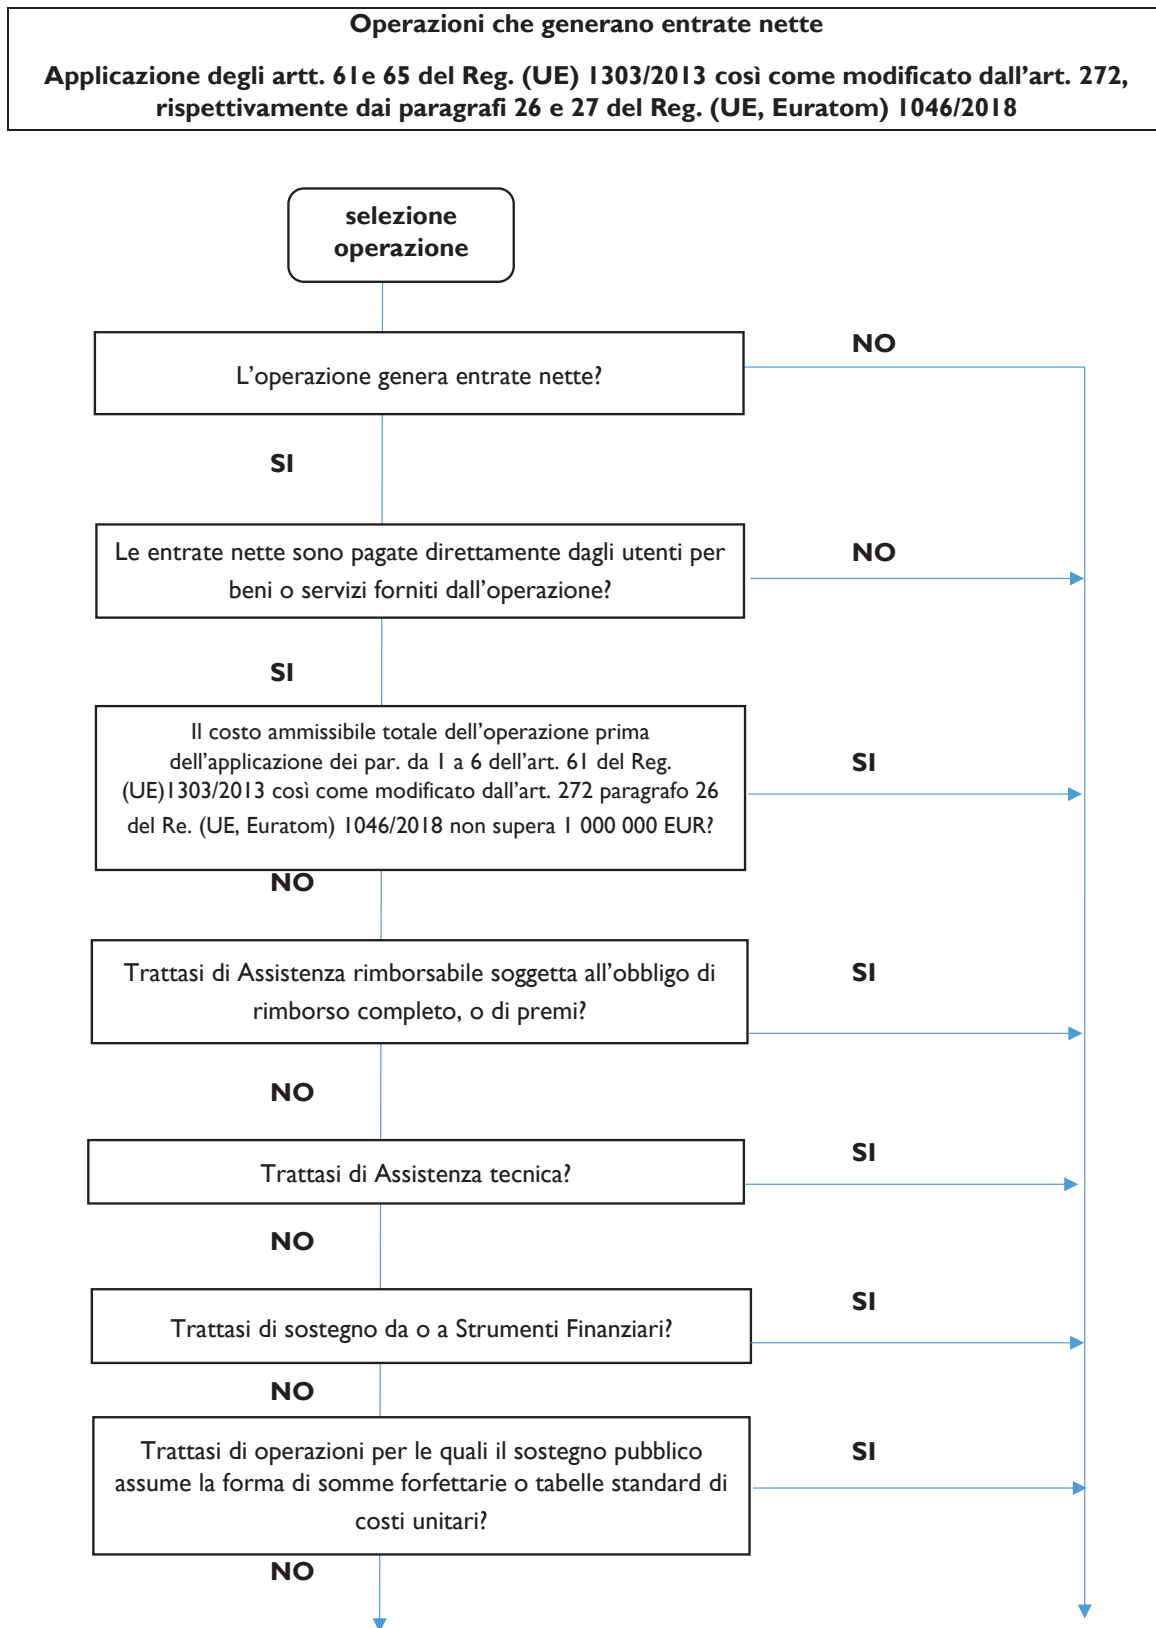 Operazioni che generano entrate nette
Applicazione degli artt. 61e 65 del Reg. (UE) 1303/2013 così come modificato dall’art. 272,
rispettivamente dai paragrafi 26 e 27 del Reg. (UE, Euratom) 1046/2018
selezione
operazione
NO
L’operazione genera entrate nette?
SI
Le entrate nette sono pagate direttamente dagli utenti per
beni o servizi forniti dall’operazione?
NO
SI
Il costo ammissibile totale dell’operazione prima
dell’applicazione dei par. da 1 a 6 dell’art. 61 del Reg.
(UE)1303/2013 così come modificato dall’art. 272 paragrafo 26
del Re. (UE, Euratom) 1046/2018 non supera 1 000 000 EUR?
SI
NO
Trattasi di Assistenza rimborsabile soggetta all’obbligo di
rimborso completo, o di premi?
SI
NO
Trattasi di Assistenza tecnica?
SI
NO
Trattasi di sostegno da o a Strumenti Finanziari?
SI
NO
Trattasi di operazioni per le quali il sostegno pubblico
assume la forma di somme forfettarie o tabelle standard di
costi unitari?
SI
NO